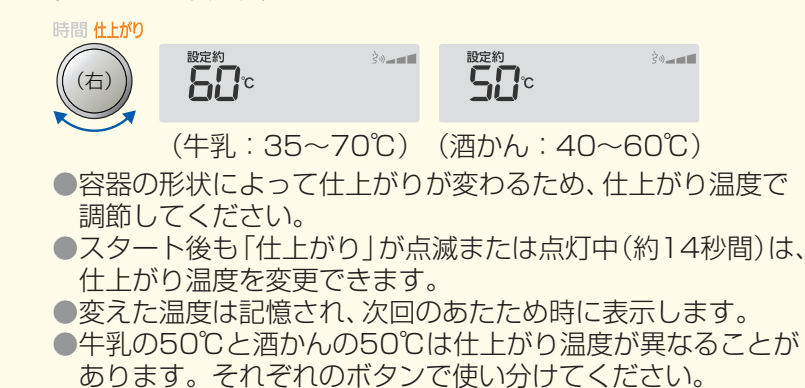 時間 仕上がり
(右)
設定約
60℃
設定約
50℃
(牛乳：35～70℃) (酒かん：40～60℃)
●容器の形状によって仕上がりが変わるため、仕上がり温度で
調節してください。
●スタート後も「仕上がり」が点滅または点灯中(約14秒間)は、
仕上がり温度を変更できます。
●変えた温度は記憶され、次回のあたため時に表示します。
●牛乳の50℃と酒かんの50℃は仕上がり温度が異なることが
あります。それぞれのボタンで使い分けてください。